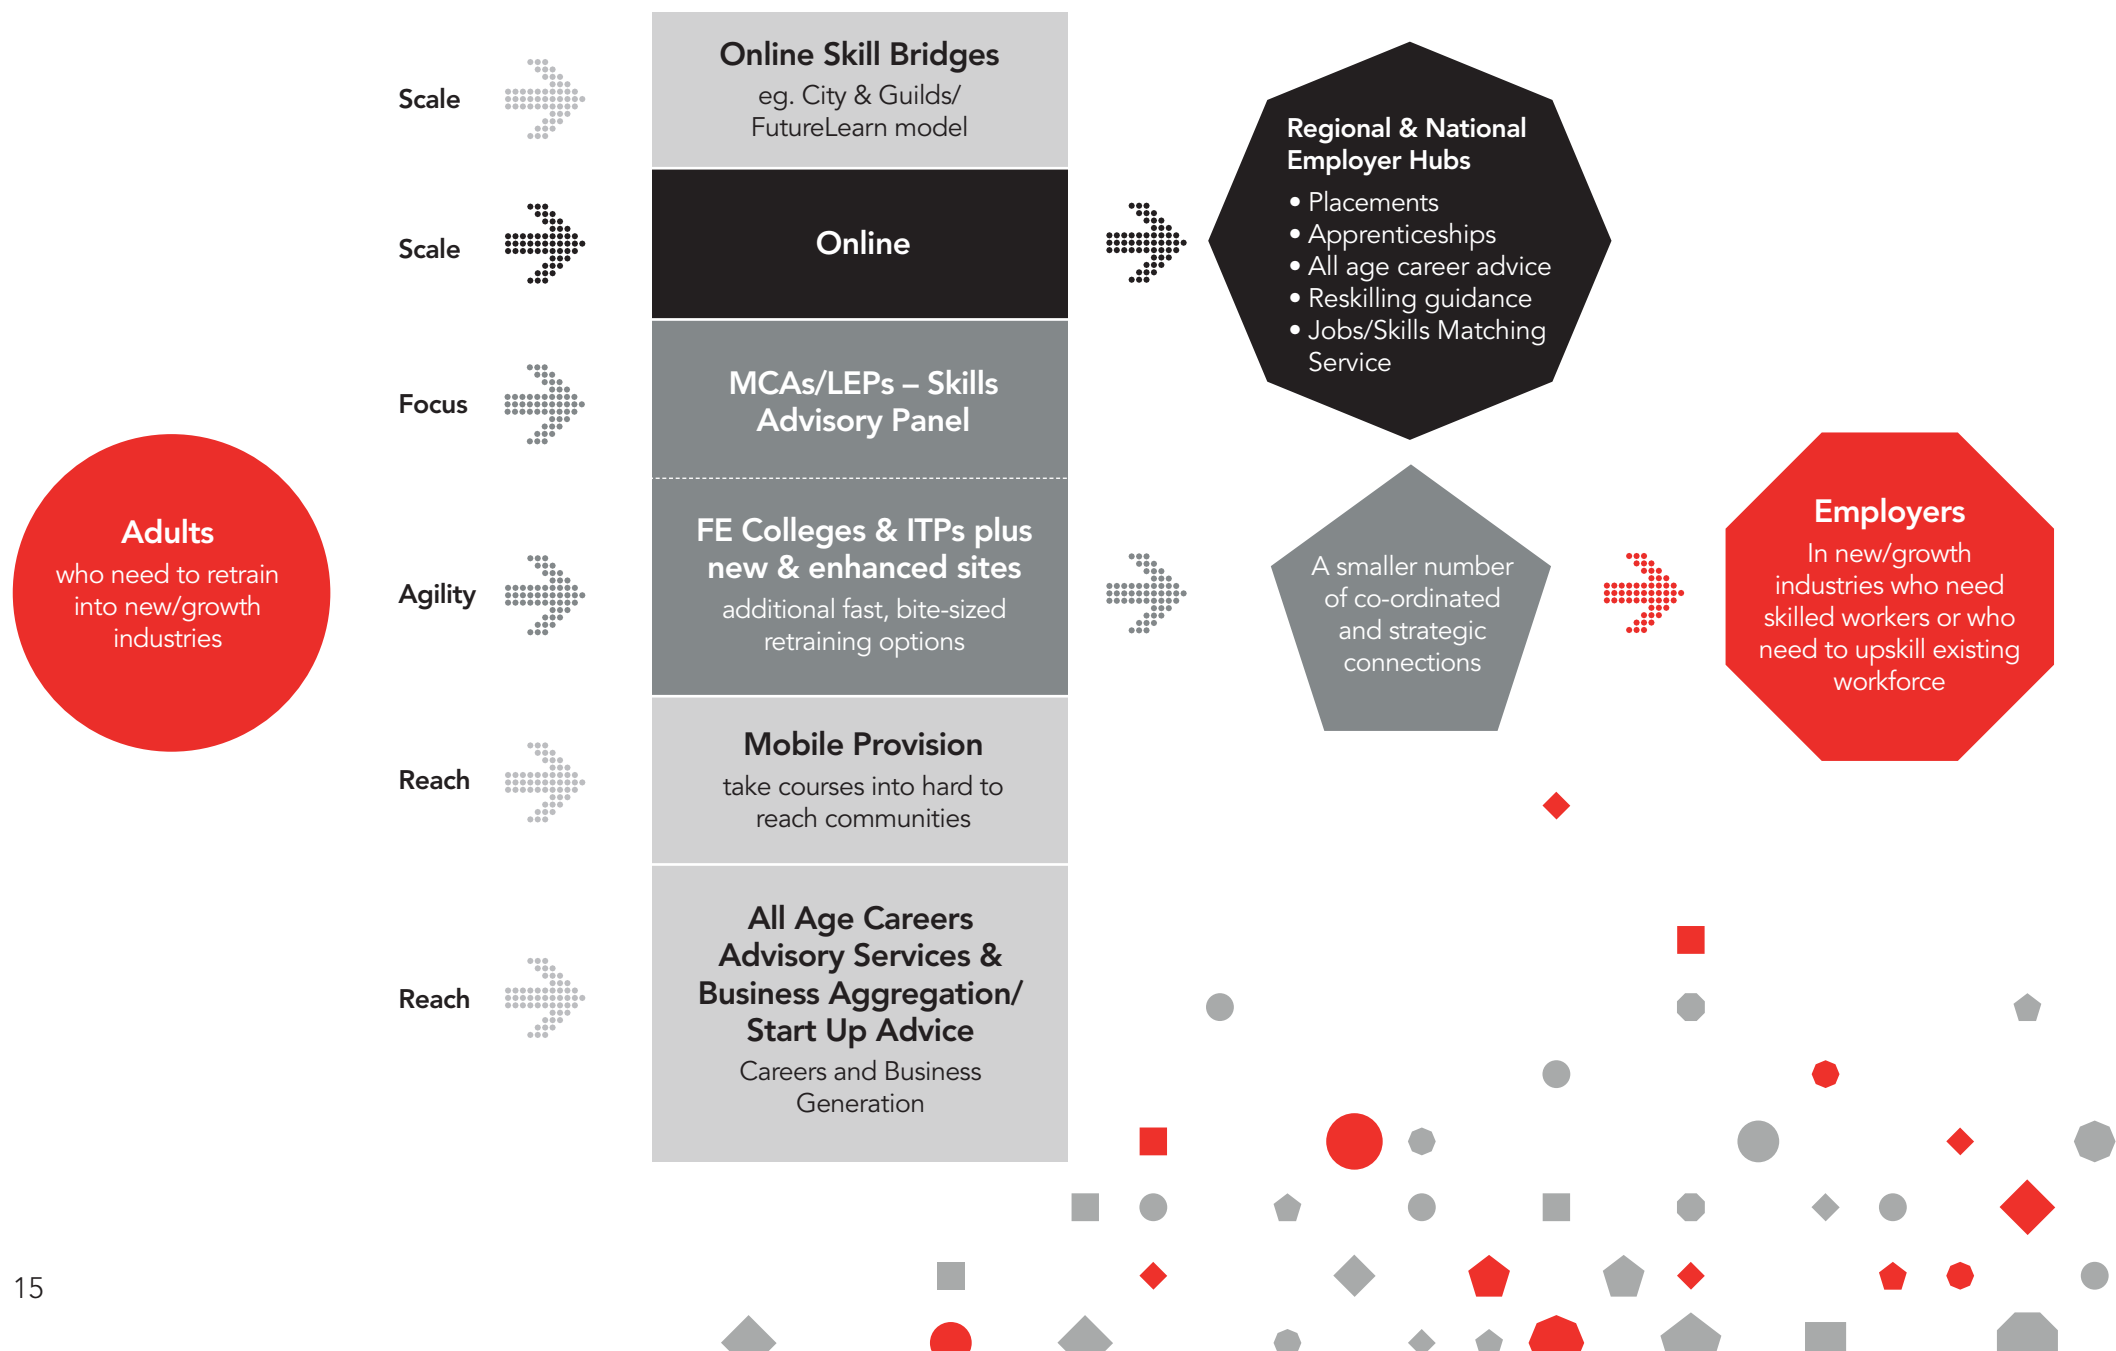 Adults
who need to retrain
into new/growth
industries
Scale
Online Skill Bridges
eg. City & Guilds/
FutureLearn model
Scale
Online
Focus
MCAs/LEPs – Skills
Advisory Panel
Agility
FE Colleges & ITPs plus
new & enhanced sites
additional fast, bite-sized
retraining options
Reach
Mobile Provision
take courses into hard to
reach communities
Reach
All Age Careers
Advisory Services &
Business Aggregation/
Start Up Advice
Careers and Business
Generation
Regional & National
Employer Hubs
• Placements
• Apprenticeships
• All age career advice
• Reskilling guidance
• Jobs/Skills Matching
Service
A smaller number
of co-ordinated
and strategic
connections
Employers
In new/growth
industries who need
skilled workers or who
need to upskill existing
workforce
15